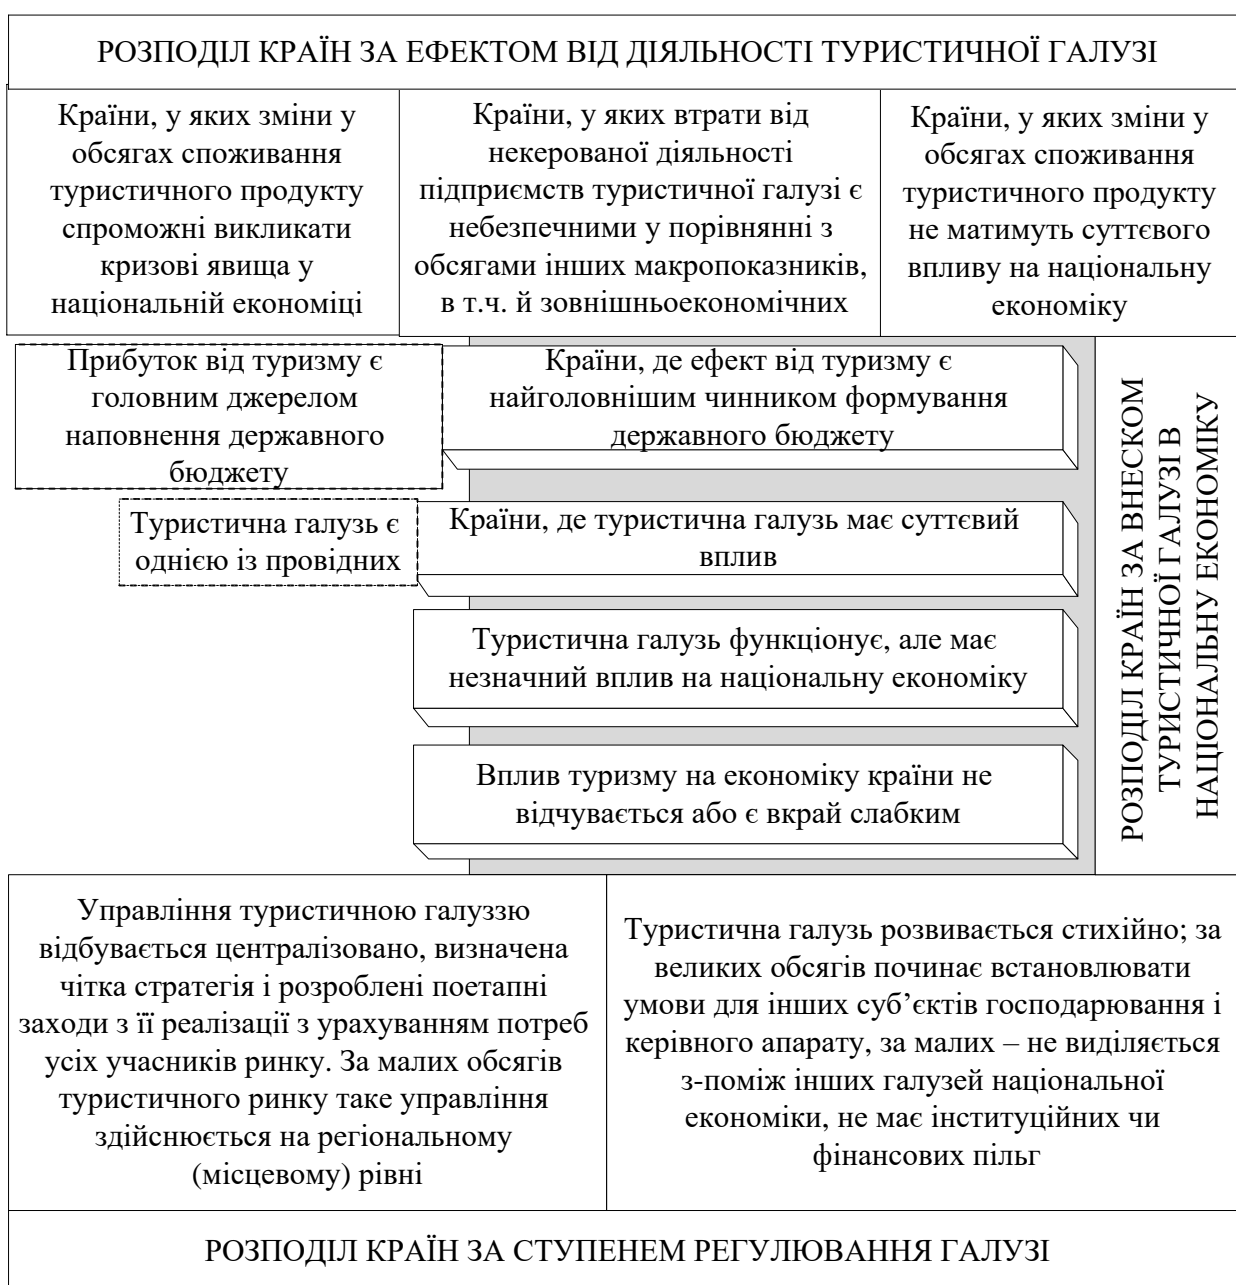 РОЗПОДІЛ КРАЇН ЗА ЕФЕКТОМ ВІД ДІЯЛЬНОСТІ ТУРИСТИЧНОЇ ГАЛУЗІ
Країни, у яких зміни у
обсягах споживання
туристичного продукту
спроможні викликати
кризові явища у
національній економіці
Країни, у яких втрати від
некерованої діяльності
підприємств туристичної галузі є
небезпечними у порівнянні з
обсягами інших макропоказників,
в т.ч. й зовнішньоекономічних
Країни, у яких зміни у
обсягах споживання
туристичного продукту
не матимуть суттєвого
впливу на національну
економіку
Прибуток від туризму є
головним джерелом
наповнення державного
бюджету
Країни, де ефект від туризму є
найголовнішим чинником формування
державного бюджету
Туристична галузь є
однією із провідних
Країни, де туристична галузь має суттєвий
вплив
Туристична галузь функціонує, але має
незначний вплив на національну економіку
Вплив туризму на економіку країни не
відчувається або є вкрай слабким
РОЗПОДІЛ КРАЇН ЗА ВНЕСКОМ
ТУРИСТИЧНОЇ ГАЛУЗІ В
НАЦІОНАЛЬНУ ЕКОНОМІКУ
Управління туристичною галуззю
відбувається централізовано, визначена
чітка стратегія і розроблені поетапні
заходи з її реалізації з урахуванням потреб
усіх учасників ринку. За малих обсягів
туристичного ринку таке управління
здійснюється на регіональному
(місцевому) рівні
Туристична галузь розвивається стихійно; за
великих обсягів починає встановлювати
умови для інших суб’єктів господарювання і
керівного апарату, за малих – не виділяється
з-поміж інших галузей національної
економіки, не має інституційних чи
фінансових пільг
РОЗПОДІЛ КРАЇН ЗА СТУПЕНЕМ РЕГУЛЮВАННЯ ГАЛУЗІ